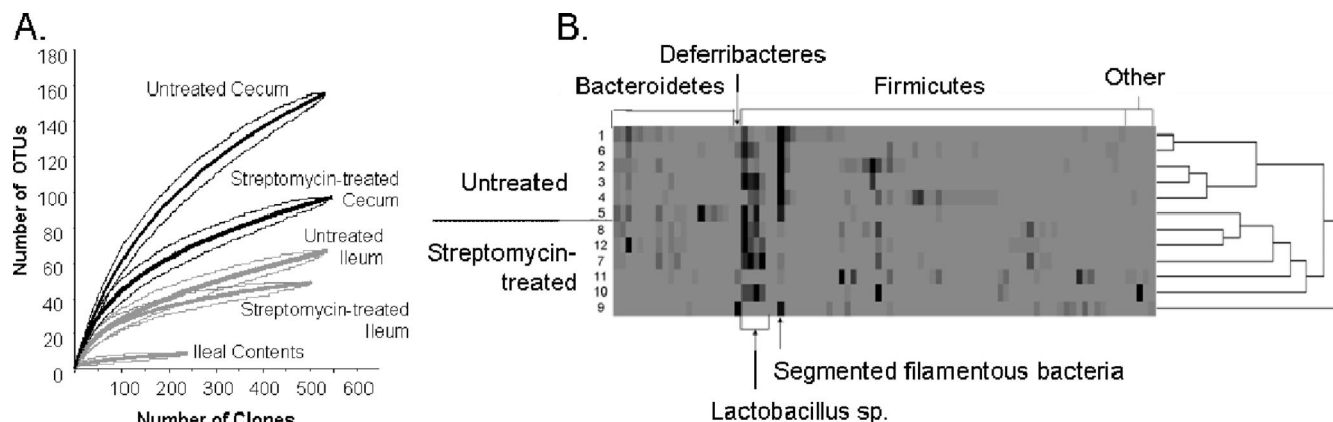 A.
180
160
140
120
100
80
60
40
20
0
Number of OTUs
Untreated Cecum
Streptomycin-treated
Cecum
Untreated
Ileum
Streptomycin-treated
Ileum
Ileal Contents
100 200 300 400 500 600
Number of Clones
B.
Deferribacteres
Bacteroidetes
Firmicutes
Other
Untreated
Streptomycin-
treated
1
6
2
3
4
5
8
12
7
11
10
9
Segmented filamentous bacteria
Lactobacillus sp.